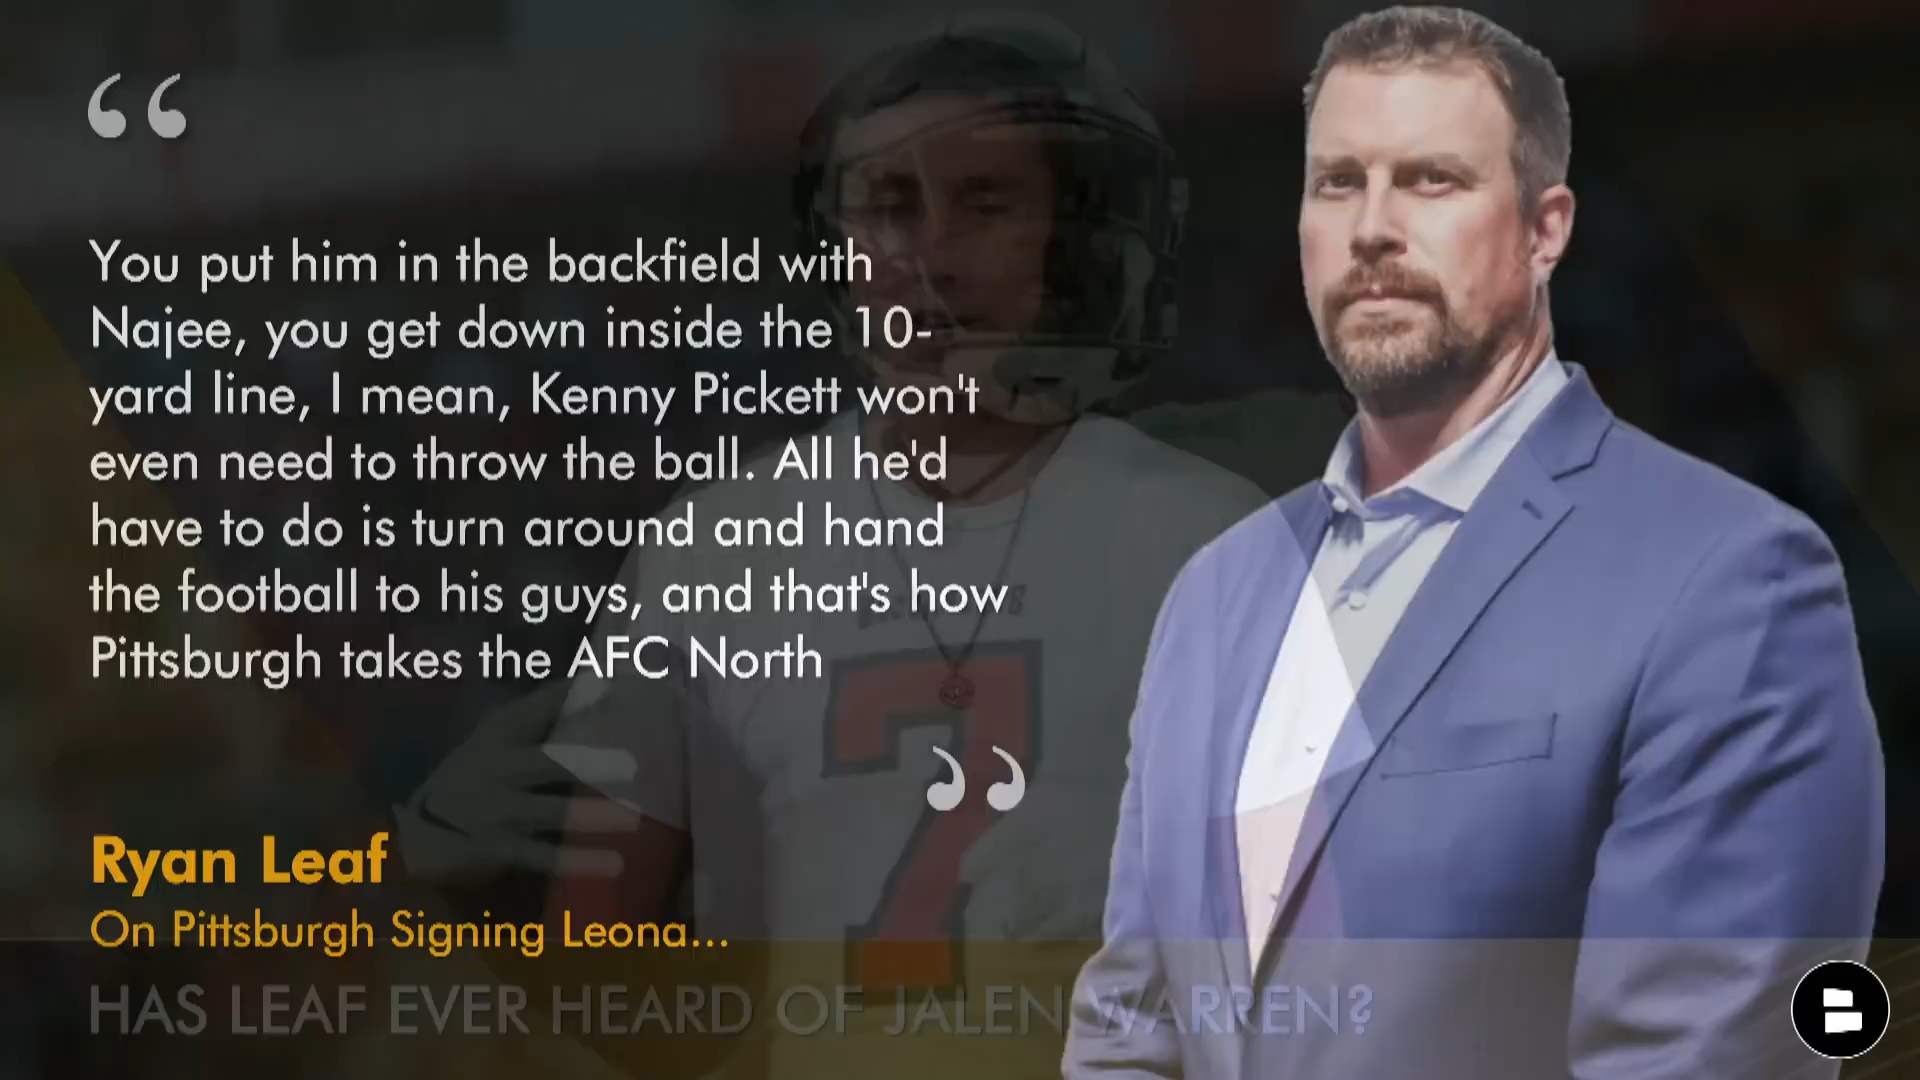 “
You put him in the backfield with
Najee, you get down inside the 10-
yard line, I mean, Kenny Pickett won't
even need to throw the ball. All he'd
have to do is turn around and hand
the football to his guys, and that's how
Pittsburgh takes the AFC North
”
Ryan Leaf
On Pittsburgh Signing Leona...
HAS LEAF EVER HEARD OF JALEN WARREN?
7